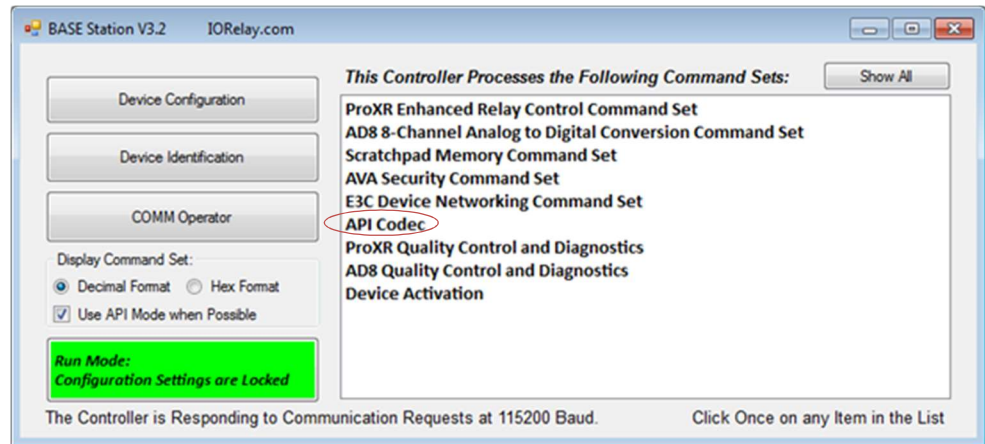 BASE Station V3.2 IORelay.com
Device Configuration
Device Identification
COMM Operator
Display Command Set:
Decimal Format Hex Format
Use API Mode when Possible
Run Mode:
Configuration Settings are Locked
This Controller Processes the Following Command Sets: Show All
ProXR Enhanced Relay Control Command Set
AD8 8-Channel Analog to Digital Conversion Command Set
Scratchpad Memory Command Set
AVA Security Command Set
E3C Device Networking Command Set
API Codec
ProXR Quality Control and Diagnostics
AD8 Quality Control and Diagnostics
Device Activation
The Controller is Responding to Communication Requests at 115200 Baud. Click Once on any Item in the List